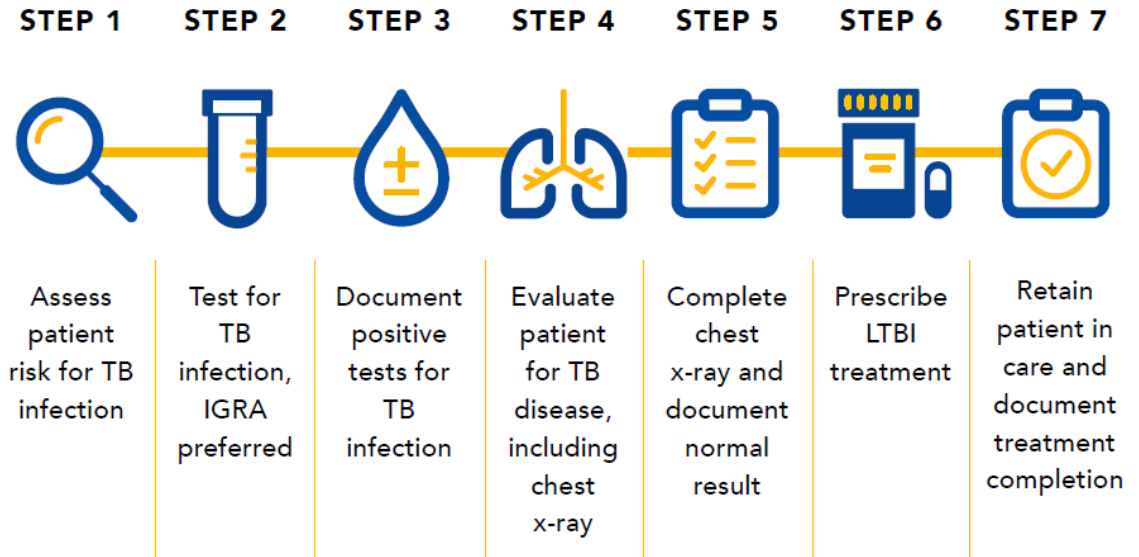 STEP 1
STEP 2
STEP 3
STEP 4
STEP 5
STEP 6
STEP 7
Assess
patient
risk for TB
infection
Test for
TB
infection,
IGRA
preferred
Document
positive
tests for
TB
infection
Evaluate
patient
for TB
disease,
including
chest
x-ray
Complete
chest
x-ray and
document
normal
result
Prescribe
LTBI
treatment
Retain
patient in
care and
document
treatment
completion